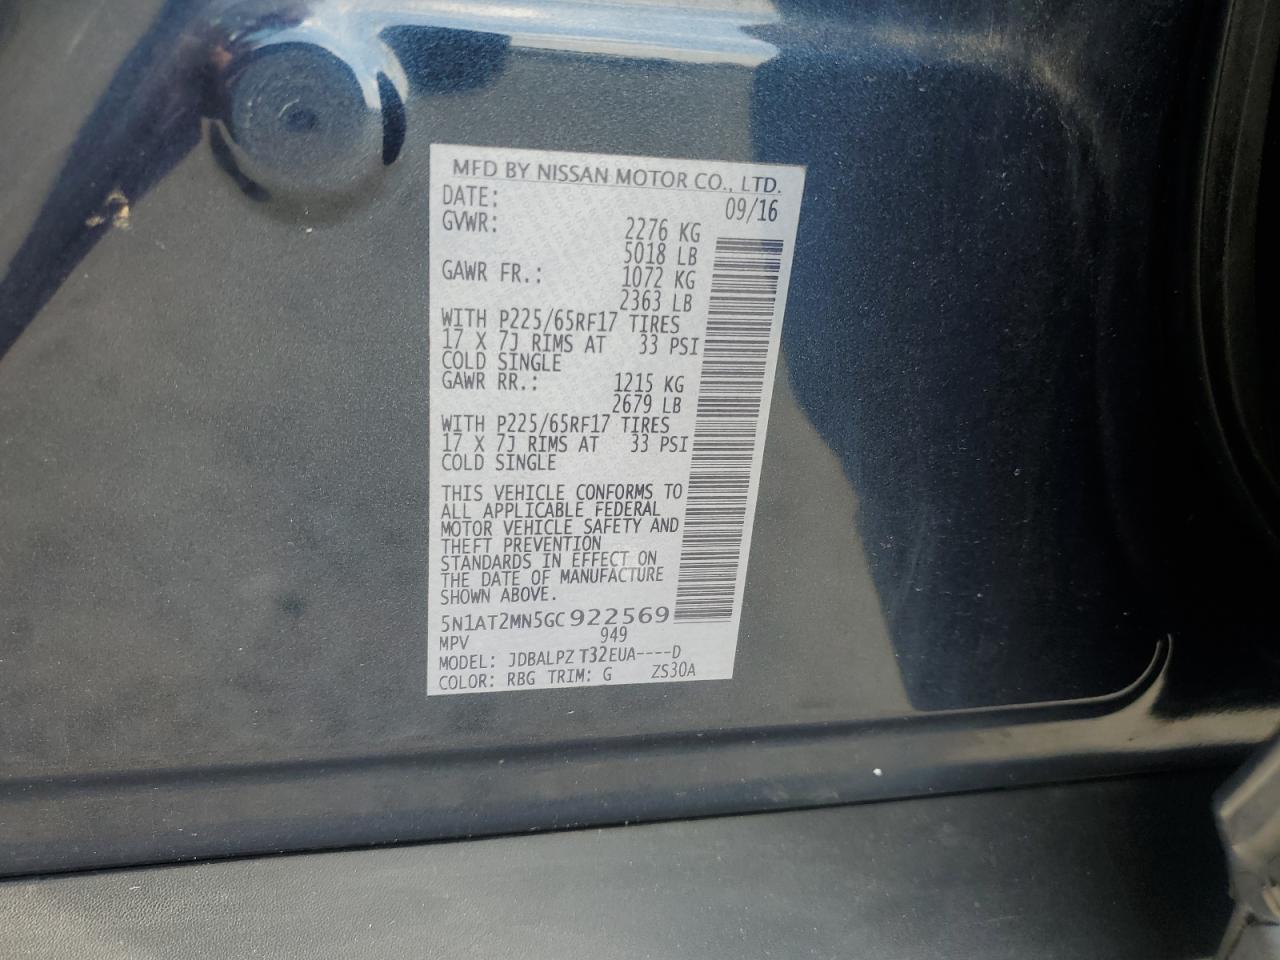 MFD BY NISSAN MOTOR CO., LTD.
DATE: 09/16
GVWR: 2276 KG
5018 LB
GAWR FR.: 1072 KG
2363 LB
WITH P225/65RF17 TIRES
17 X 7J RIMS AT 33 PSI
COLD SINGLE
GAWR RR.: 1215 KG
2679 LB
WITH P225/65RF17 TIRES
17 X 7J RIMS AT 33 PSI
COLD SINGLE
THIS VEHICLE CONFORMS TO
ALL APPLICABLE FEDERAL
MOTOR VEHICLE SAFETY AND
THEFT PREVENTION
STANDARDS IN EFFECT ON
THE DATE OF MANUFACTURE
SHOWN ABOVE.
5N1AT2MN5GC922569
MPV 949
MODEL: JDBALPZ T32EUA----D
COLOR: RBG TRIM: G ZS30A